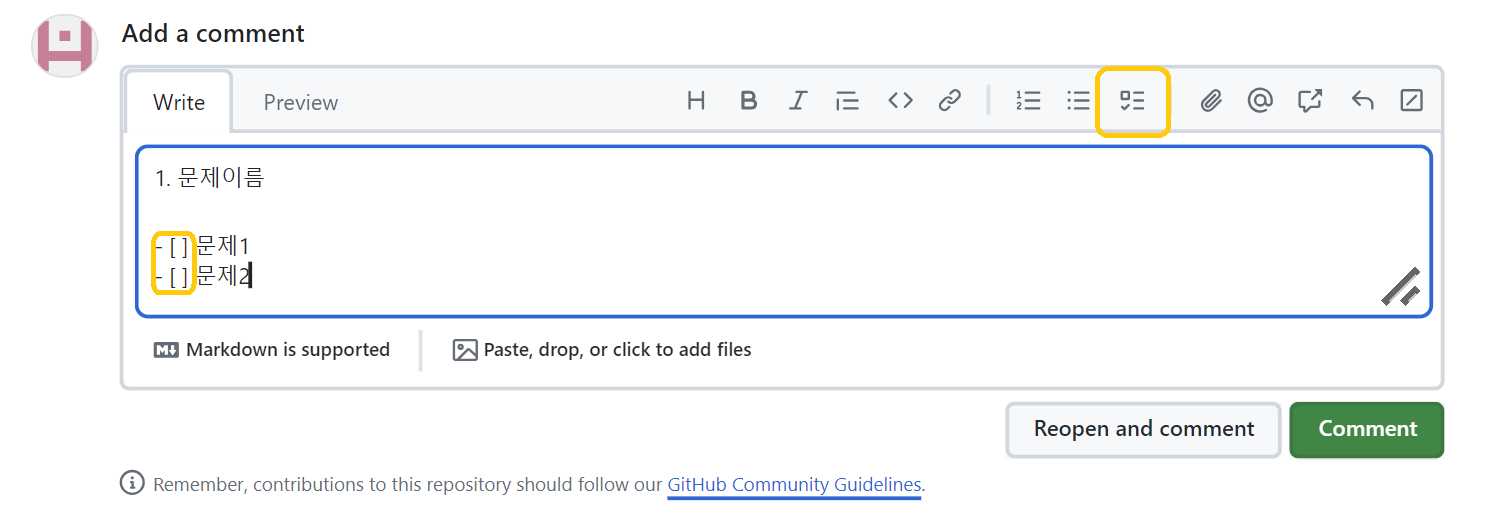 Add a comment
Write
Preview
1. 문제이름
- [ ] 문제1
- [ ] 문제2
Markdown is supported
Paste, drop, or click to add files
Reopen and comment
Comment
Remember, contributions to this repository should follow our GitHub Community Guidelines.